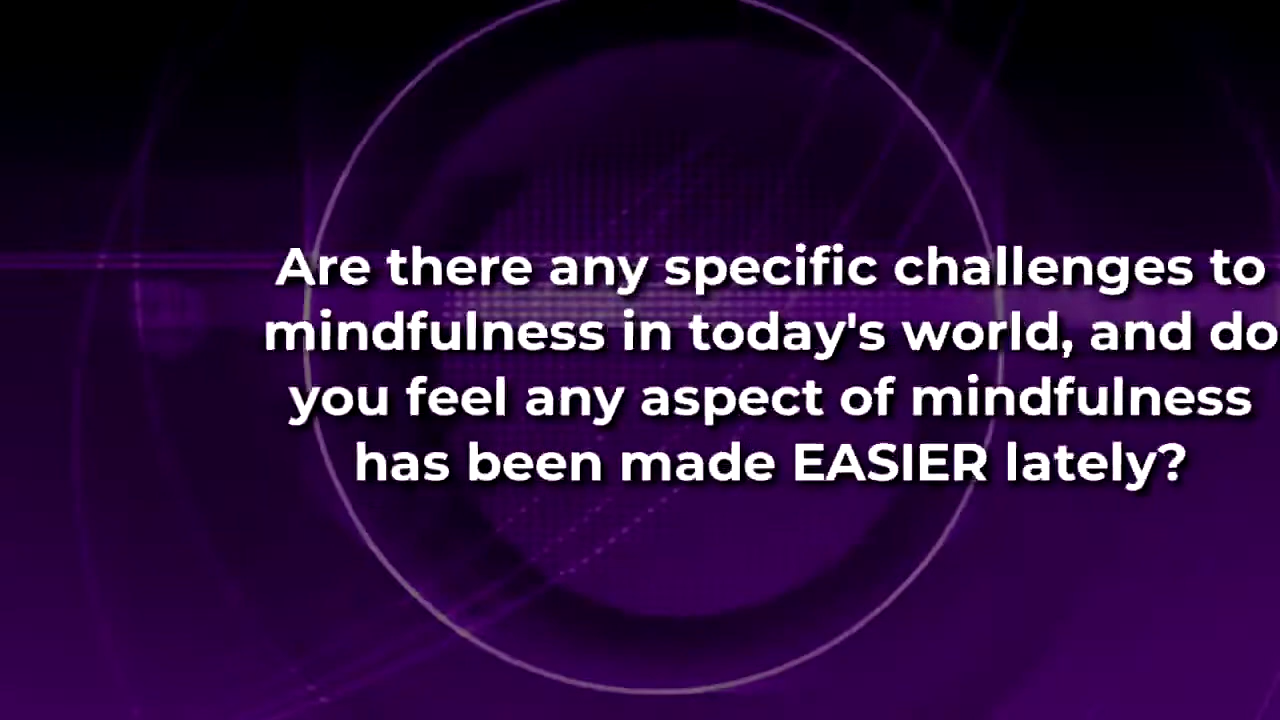 Are there any specific challenges to
mindfulness in today's world, and do
you feel any aspect of mindfulness
has been made EASIER lately?